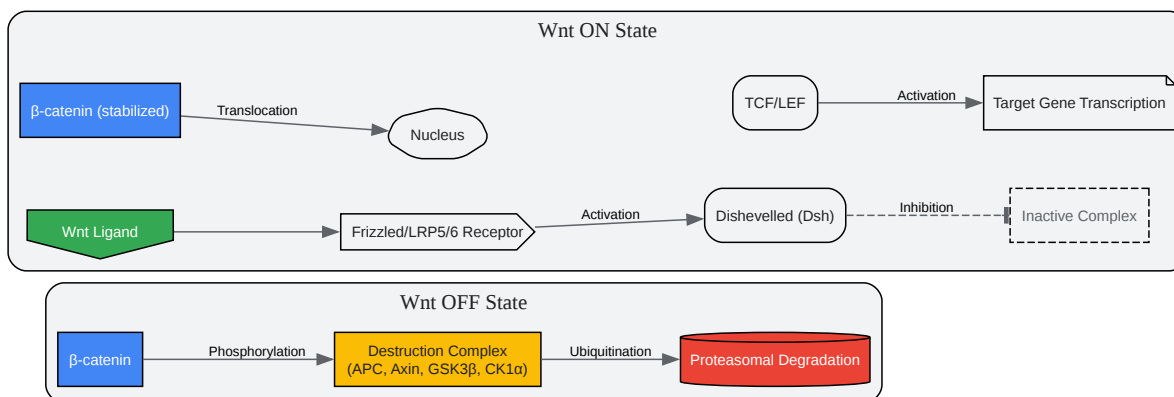 Wnt ON State
β-catenin (stabilized)
Translocation
Nucleus
TCF/LEF
Activation
Target Gene Transcription
Wnt Ligand
Frizzled/LRP5/6 Receptor
Activation
Dishevelled (Dsh)
Inhibition
Inactive Complex
Wnt OFF State
β-catenin
Phosphorylation
Destruction Complex
(APC, Axin, GSK3β, CK1α)
Ubiquitination
Proteasomal Degradation